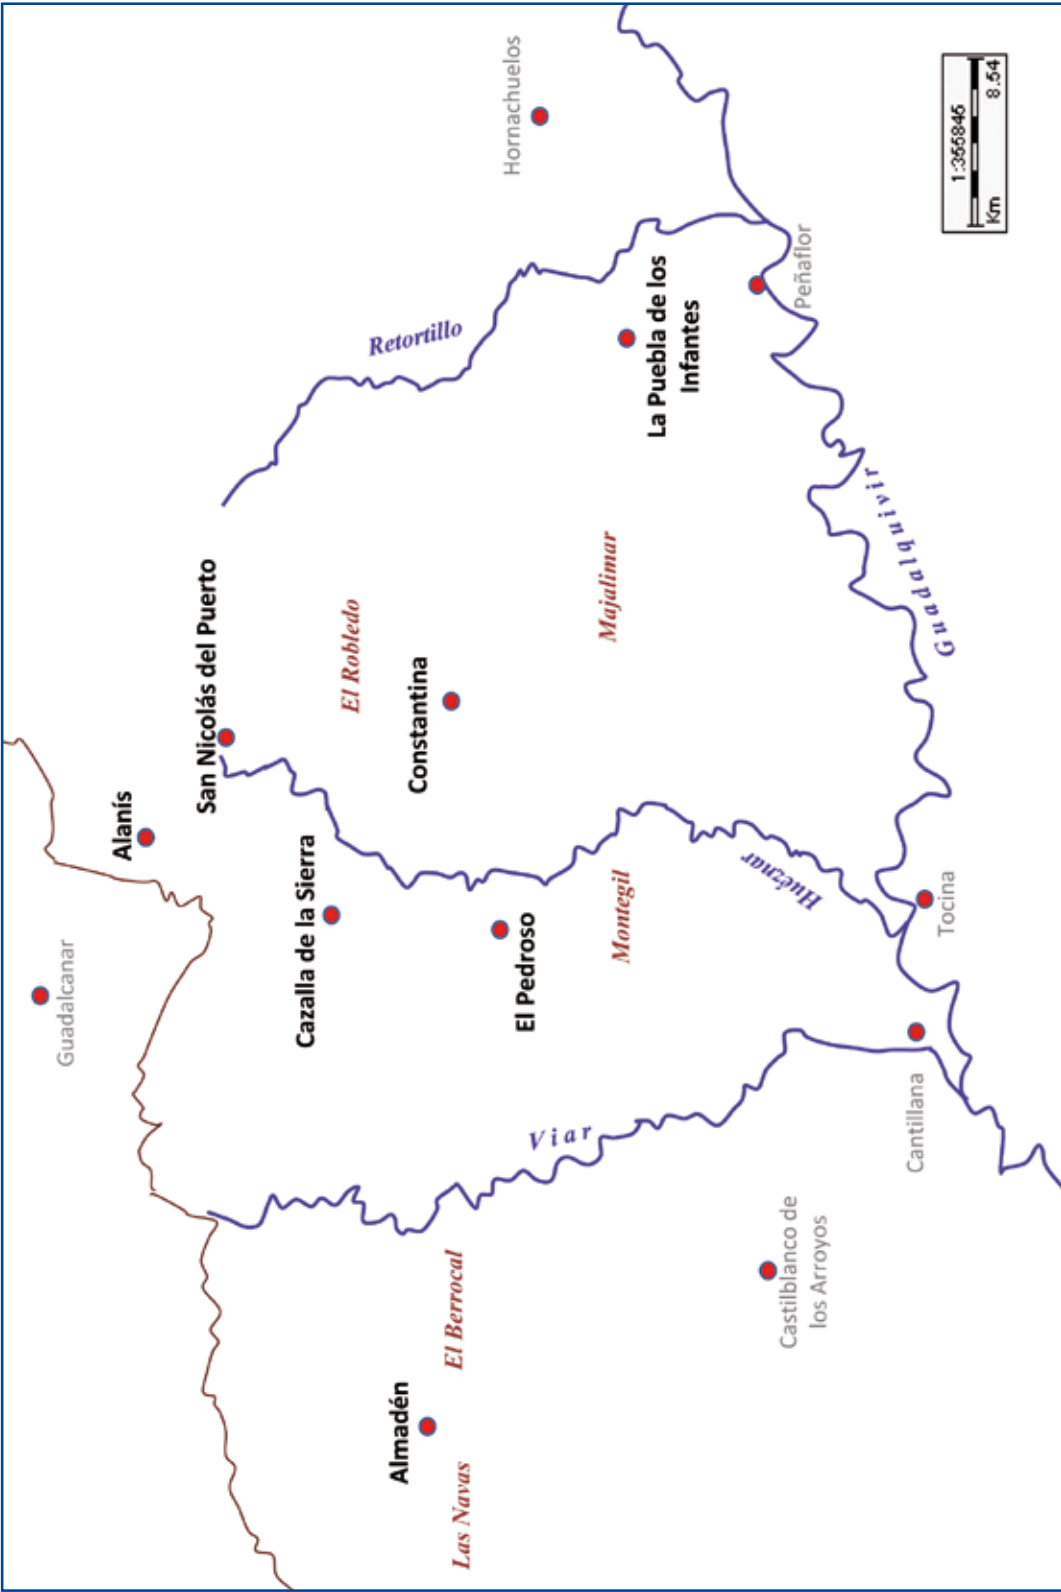 Guadalcanar
Alanís
San Nicolás del Puerto
Cazalla de la Sierra
El Robledo
Almadén
Constantina
Retortillo
Las Navas
El Berrocal
Hornachuelos
El Pedroso
Viar
Montegil
Majalimar
La Puebla de los
Infantes
Huéznar
Castilblanco de
los Arroyos
Peñaflor
Guadalquivir
Cantillana
Tocina
1:355845
Km 8.54